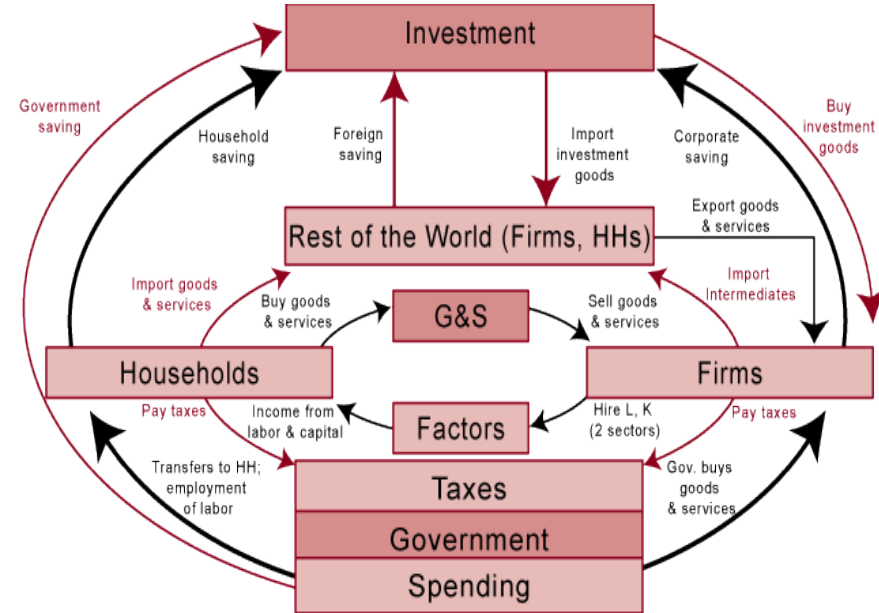 Investment
Government
saving
Household
saving
Foreign
saving
Import
investment
goods
Corporate
saving
Buy
investment
goods
Export goods
& services
Rest of the World (Firms, HHs)
Import goods
& services
Buy goods
& services
G&S
Sell goods
& services
Import
Intermediates
Households
Firms
Pay taxes
Income from
labor & capital
Factors
Hire L, K
(2 sectors)
Pay taxes
Transfers to HH;
employment
of labor
Taxes
Gov. buys
goods
& services
Government
Spending